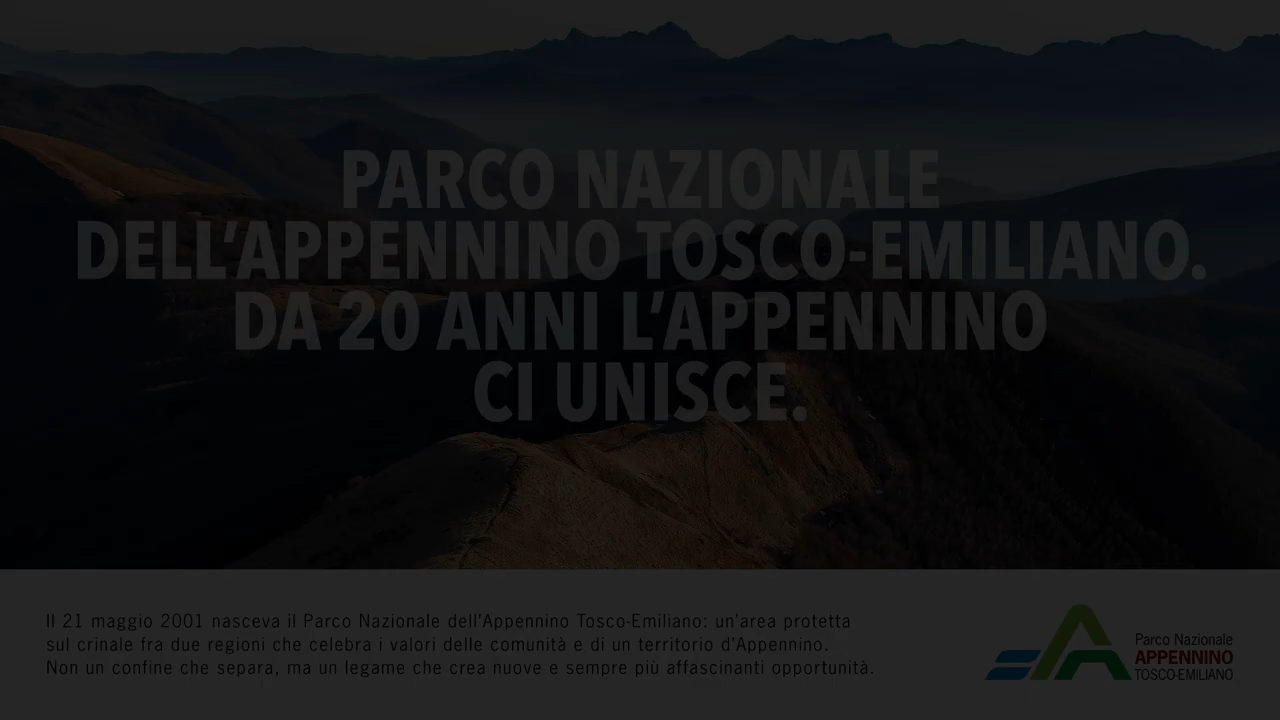 PARCO NAZIONALE
DELL'APPENNINO TOSCO-EMILIANO.
DA 20 ANNI L'APPENNINO
CI UNISCE.
Il 21 maggio 2001 nasceva il Parco Nazionale dell'Appennino Tosco-Emiliano: un'area protetta
sul crinale fra due regioni che celebra i valori delle comunità e di un territorio d'Appennino.
Non un confine che separa, ma un legame che crea nuove e sempre più affascinanti opportunità.
Parco Nazionale
APPENNINO
TOSCO-EMILIANO